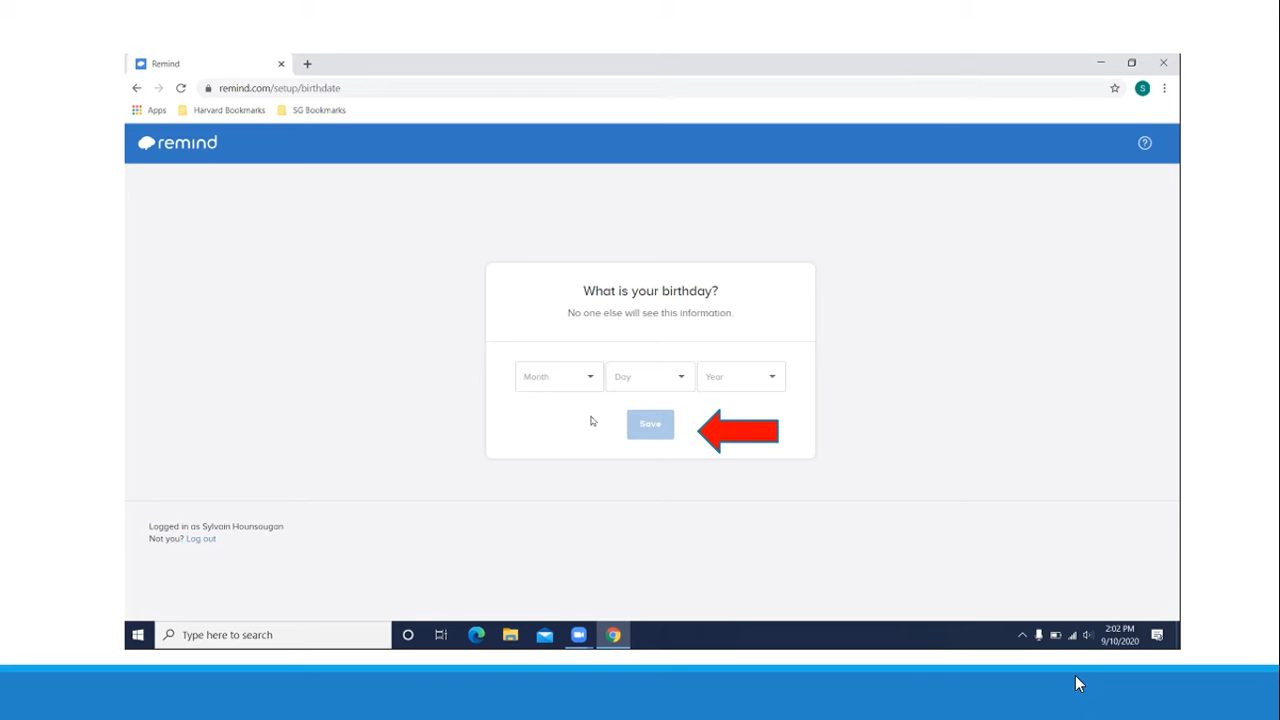 Remind
remind.com/setup/birthdate
S
Apps Harvard Bookmarks SG Bookmarks
remind
What is your birthday?
No one else will see this information.
Month Day Year
Save
Logged in as Sylvain Hounsougan
Not you? Log out
Type here to search
2:02 PM
9/10/2020